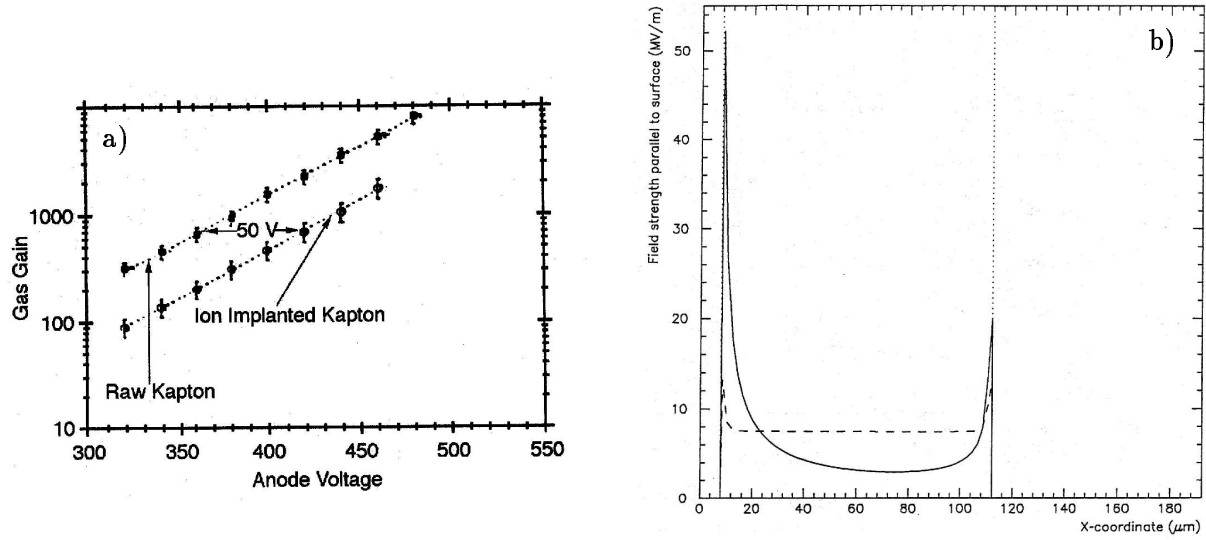 a)
1000
100
10
Gas Gain
50 V
Ion Implanted Kapton
Raw Kapton
300 350 400 450 500 550
Anode Voltage
b)
Field strength parallel to surface (MV/m)
50
40
30
20
10
0
0 20 40 60 80 100 120 140 160 180
X-coordinate (μm)